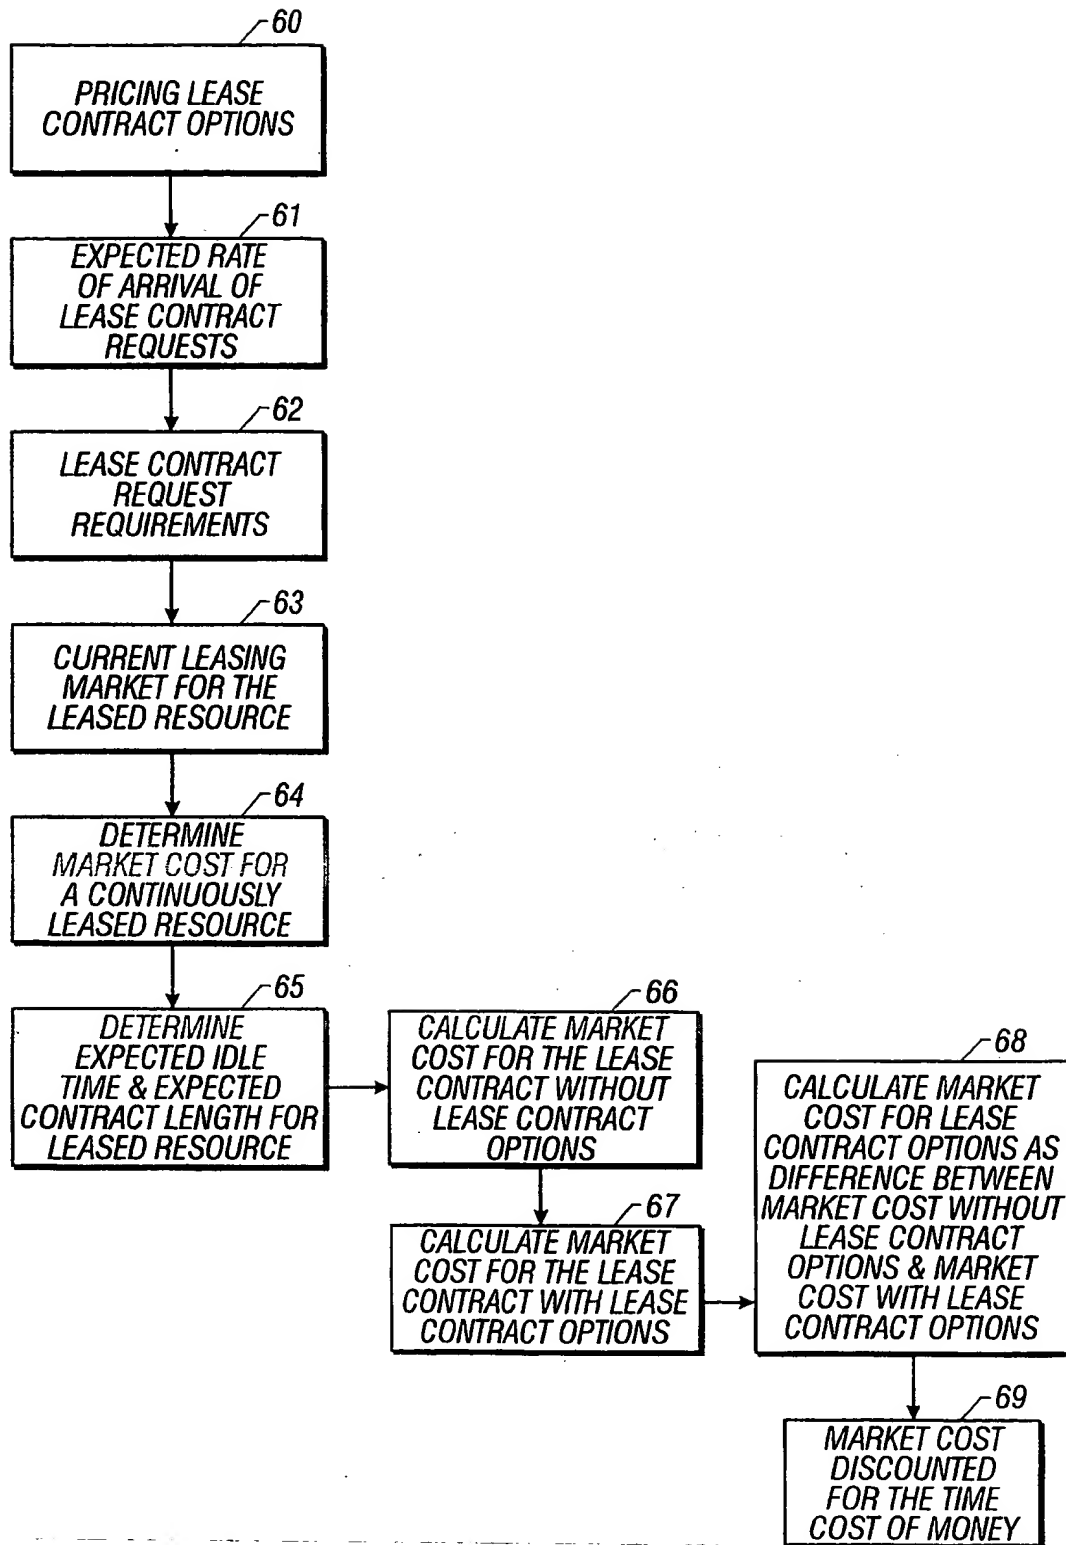 60
PRICING LEASE
CONTRACT OPTIONS
61
EXPECTED RATE
OF ARRIVAL OF
LEASE CONTRACT
REQUESTS
62
LEASE CONTRACT
REQUEST
REQUIREMENTS
63
CURRENT LEASING
MARKET FOR THE
LEASED RESOURCE
64
DETERMINE
MARKET COST FOR
A CONTINUOUSLY
LEASED RESOURCE
65
DETERMINE
EXPECTED IDLE
TIME & EXPECTED
CONTRACT LENGTH FOR
LEASED RESOURCE
66
CALCULATE MARKET
COST FOR THE LEASE
CONTRACT WITHOUT
LEASE CONTRACT
OPTIONS
67
CALCULATE MARKET
COST FOR THE LEASE
CONTRACT WITH LEASE
CONTRACT OPTIONS
68
CALCULATE MARKET
COST FOR LEASE
CONTRACT OPTIONS AS
DIFFERENCE BETWEEN
MARKET COST WITHOUT
LEASE CONTRACT
OPTIONS & MARKET
COST WITH LEASE
CONTRACT OPTIONS
69
MARKET COST
DISCOUNTED
FOR THE TIME
COST OF MONEY